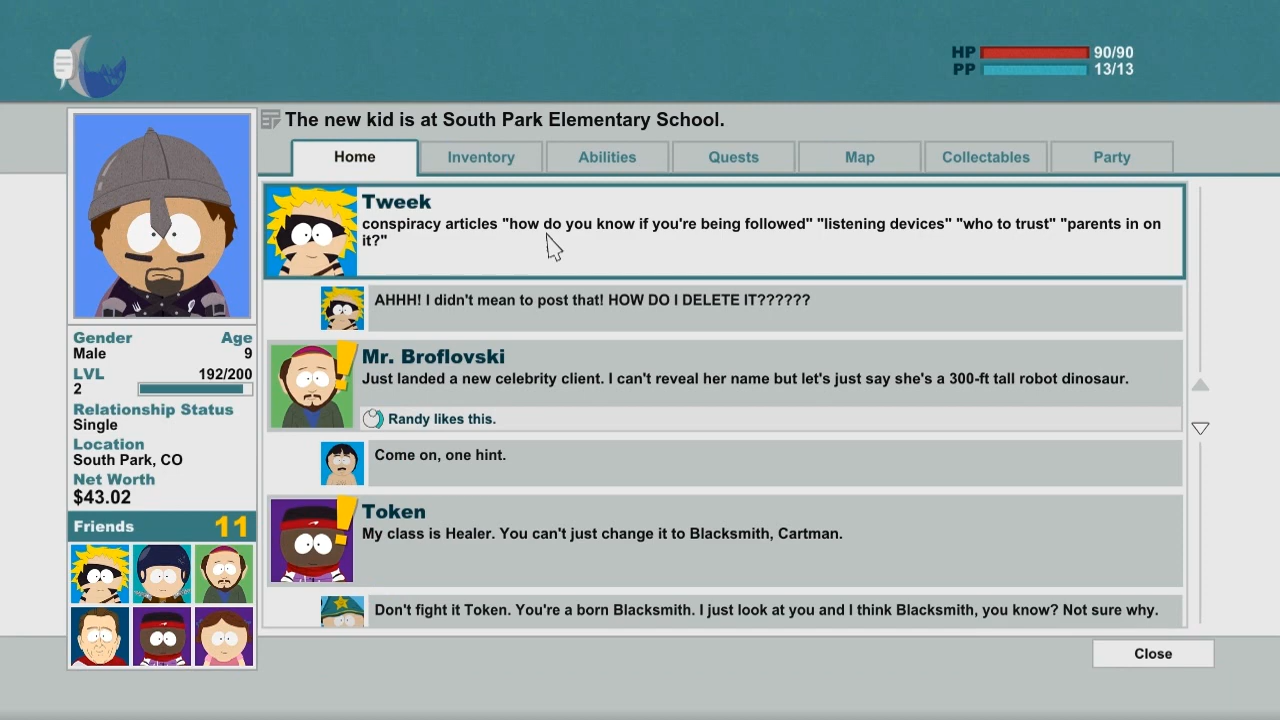 HP 90/90
PP 13/13
The new kid is at South Park Elementary School.
Home Inventory Abilities Quests Map Collectables Party
Gender Age
Male 9
LVL 192/200
2
Relationship Status
Single
Location
South Park, CO
Net Worth
$43.02
Friends 11
Tweek
conspiracy articles "how do you know if you're being followed" "listening devices" "who to trust" "parents in on
it?"
AHHH! I didn't mean to post that! HOW DO I DELETE IT??????
Mr. Broflovski
Just landed a new celebrity client. I can't reveal her name but let's just say she's a 300-ft tall robot dinosaur.
Randy likes this.
Come on, one hint.
Token
My class is Healer. You can't just change it to Blacksmith, Cartman.
Don't fight it Token. You're a born Blacksmith. I just look at you and I think Blacksmith, you know? Not sure why.
Close